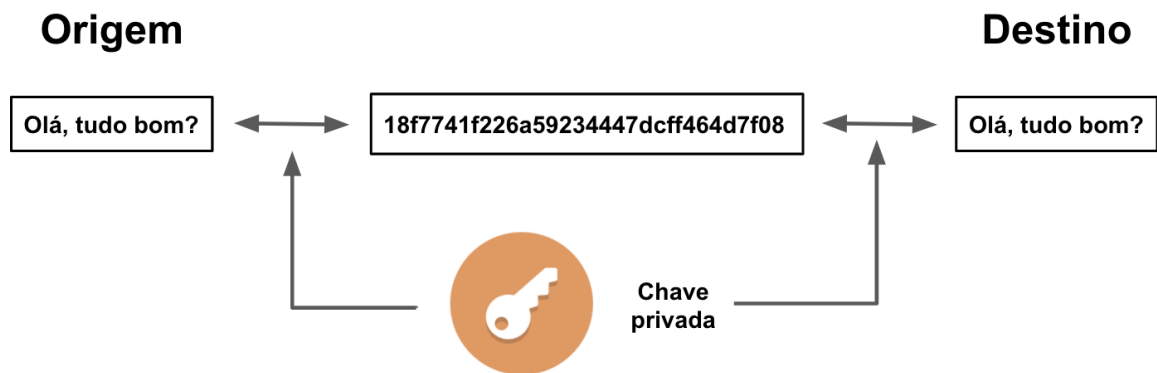 Origem
Destino
Olá, tudo bom?
18f7741f226a59234447dcff464d7f08
Olá, tudo bom?
Chave
privada